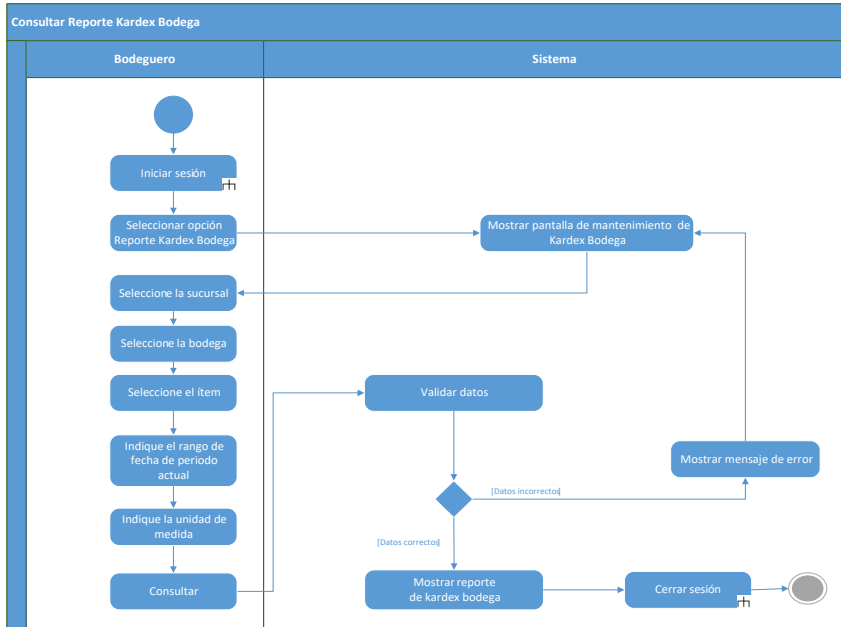 Consultar Reporte Kardex Bodega
Bodeguero
Sistema
Iniciar sesión
Seleccionar opción
Reporte Kardex Bodega
Mostrar pantalla de mantenimiento de
Kardex Bodega
Seleccione la sucursal
Seleccione la bodega
Seleccione el ítem
Validar datos
Indique el rango de
fecha de periodo
actual
Mostrar mensaje de error
[Datos incorrectos]
Indique la unidad de
medida
[Datos correctos]
Consultar
Mostrar reporte
de kardex bodega
Cerrar sesión